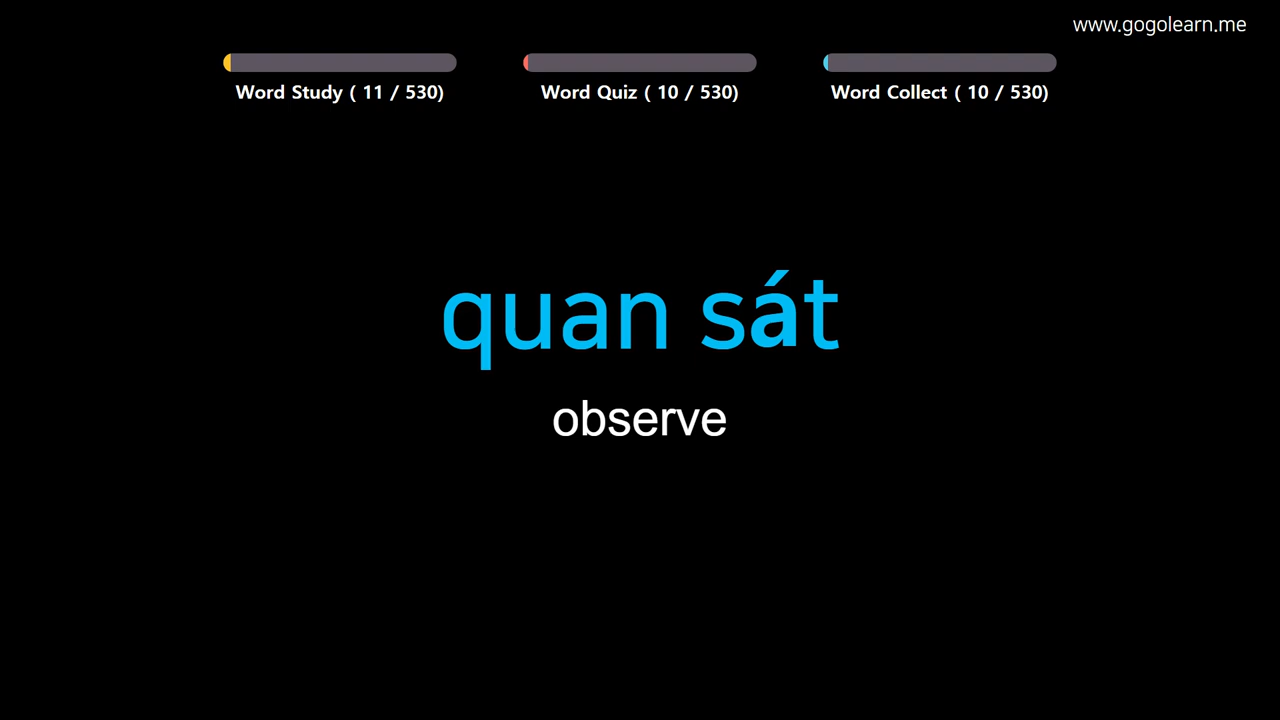 www.gogolearn.me
Word Study ( 11 / 530)
Word Quiz ( 10 / 530)
Word Collect ( 10 / 530)
quan sát
observe